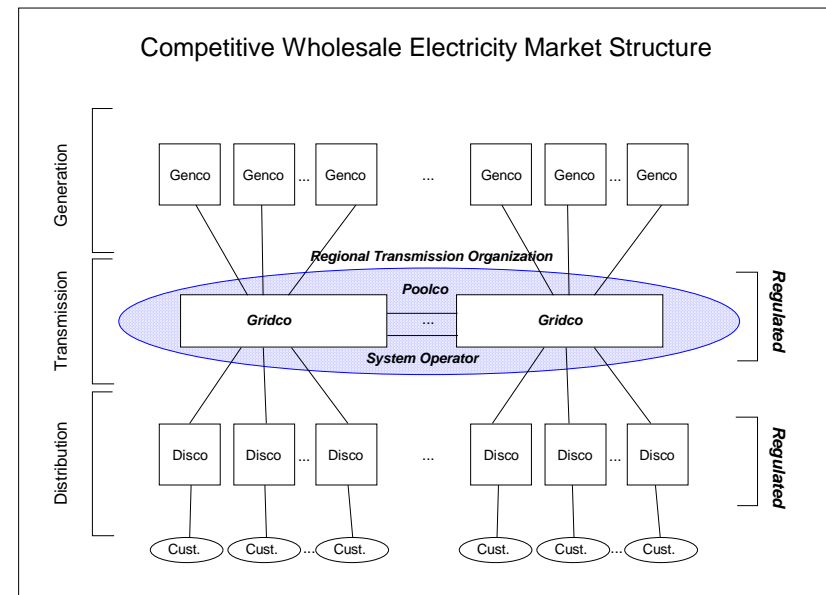 Competitive Wholesale Electricity Market Structure
Generation
Genco Genco ... Genco ... Genco Genco ... Genco
Regional Transmission Organization
Transmission
Poolco
Gridco ... Gridco
System Operator
Regulated
Distribution
Disco Disco ... Disco ... Disco Disco ... Disco
Regulated
Cust. Cust. ... Cust. Cust. Cust. ... Cust.